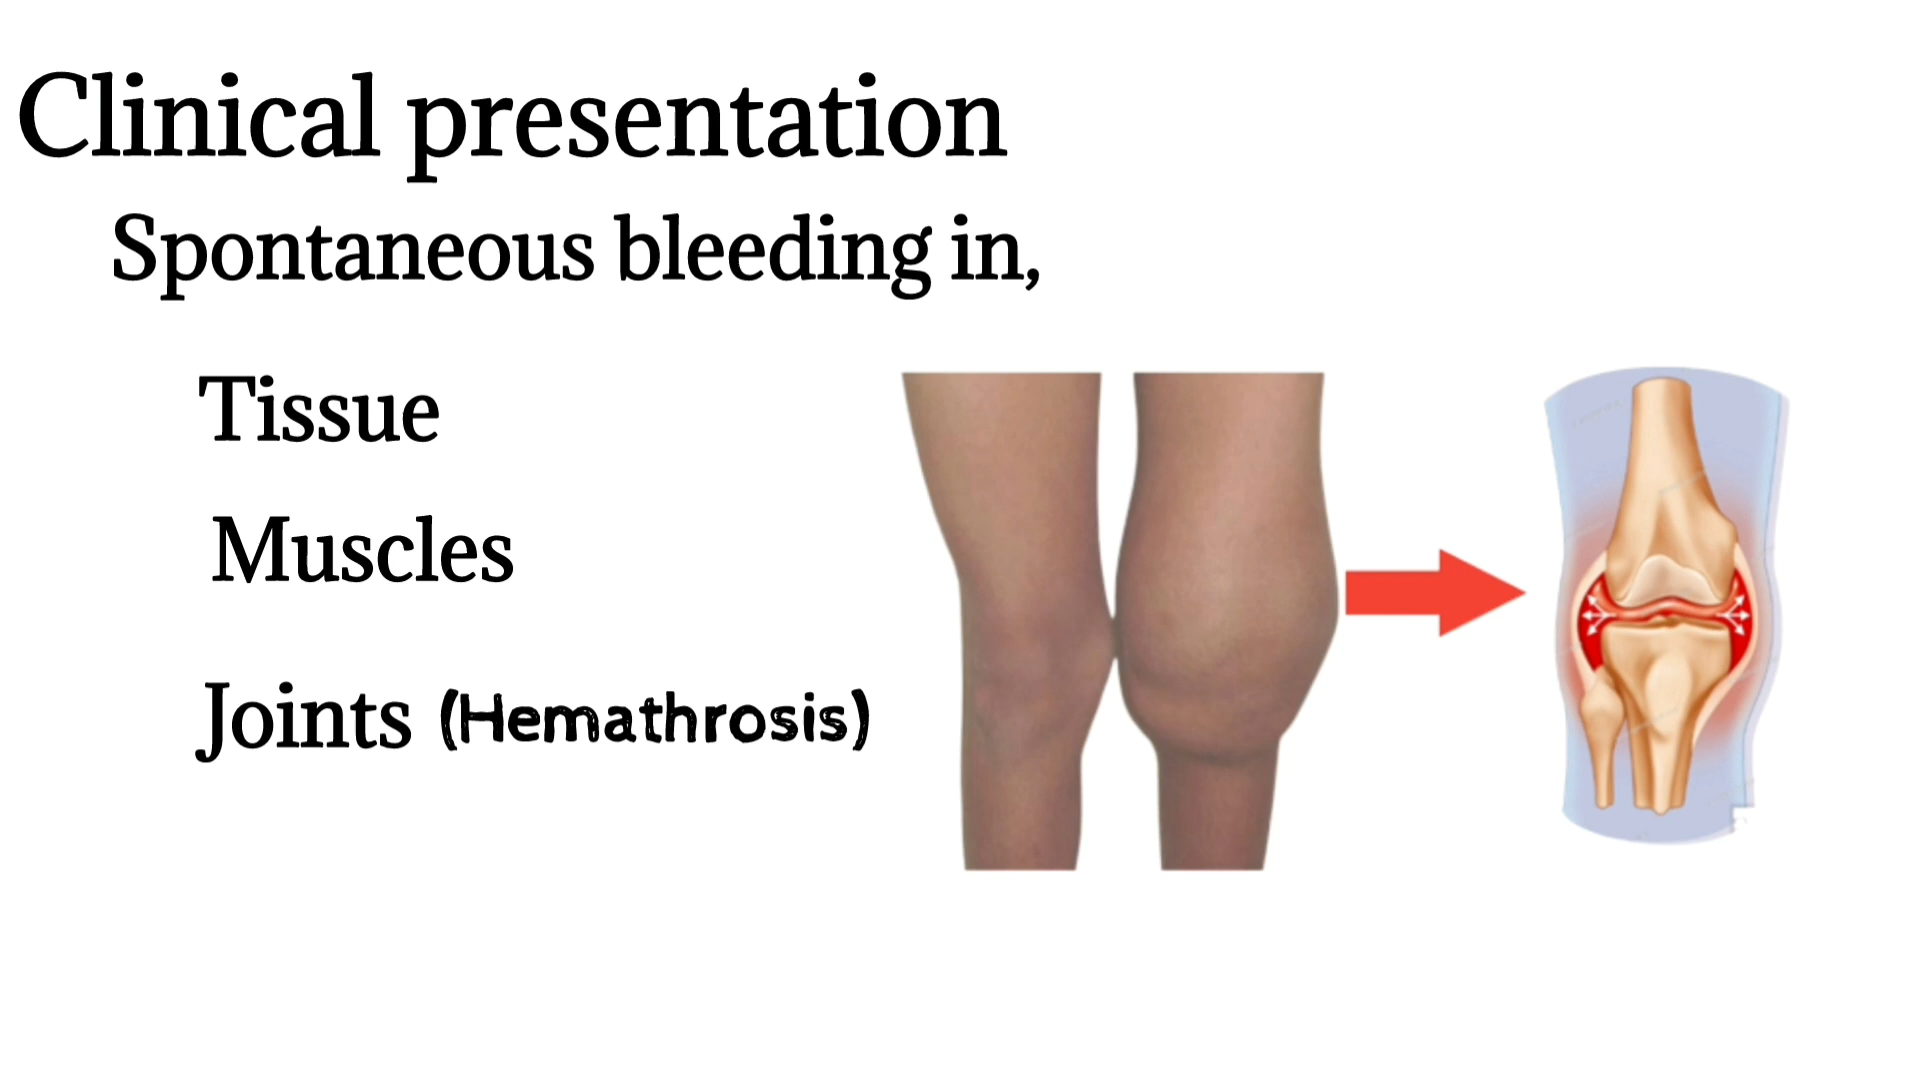 Clinical presentation
Spontaneous bleeding in,
Tissue
Muscles
Joints (Hemathrosis)